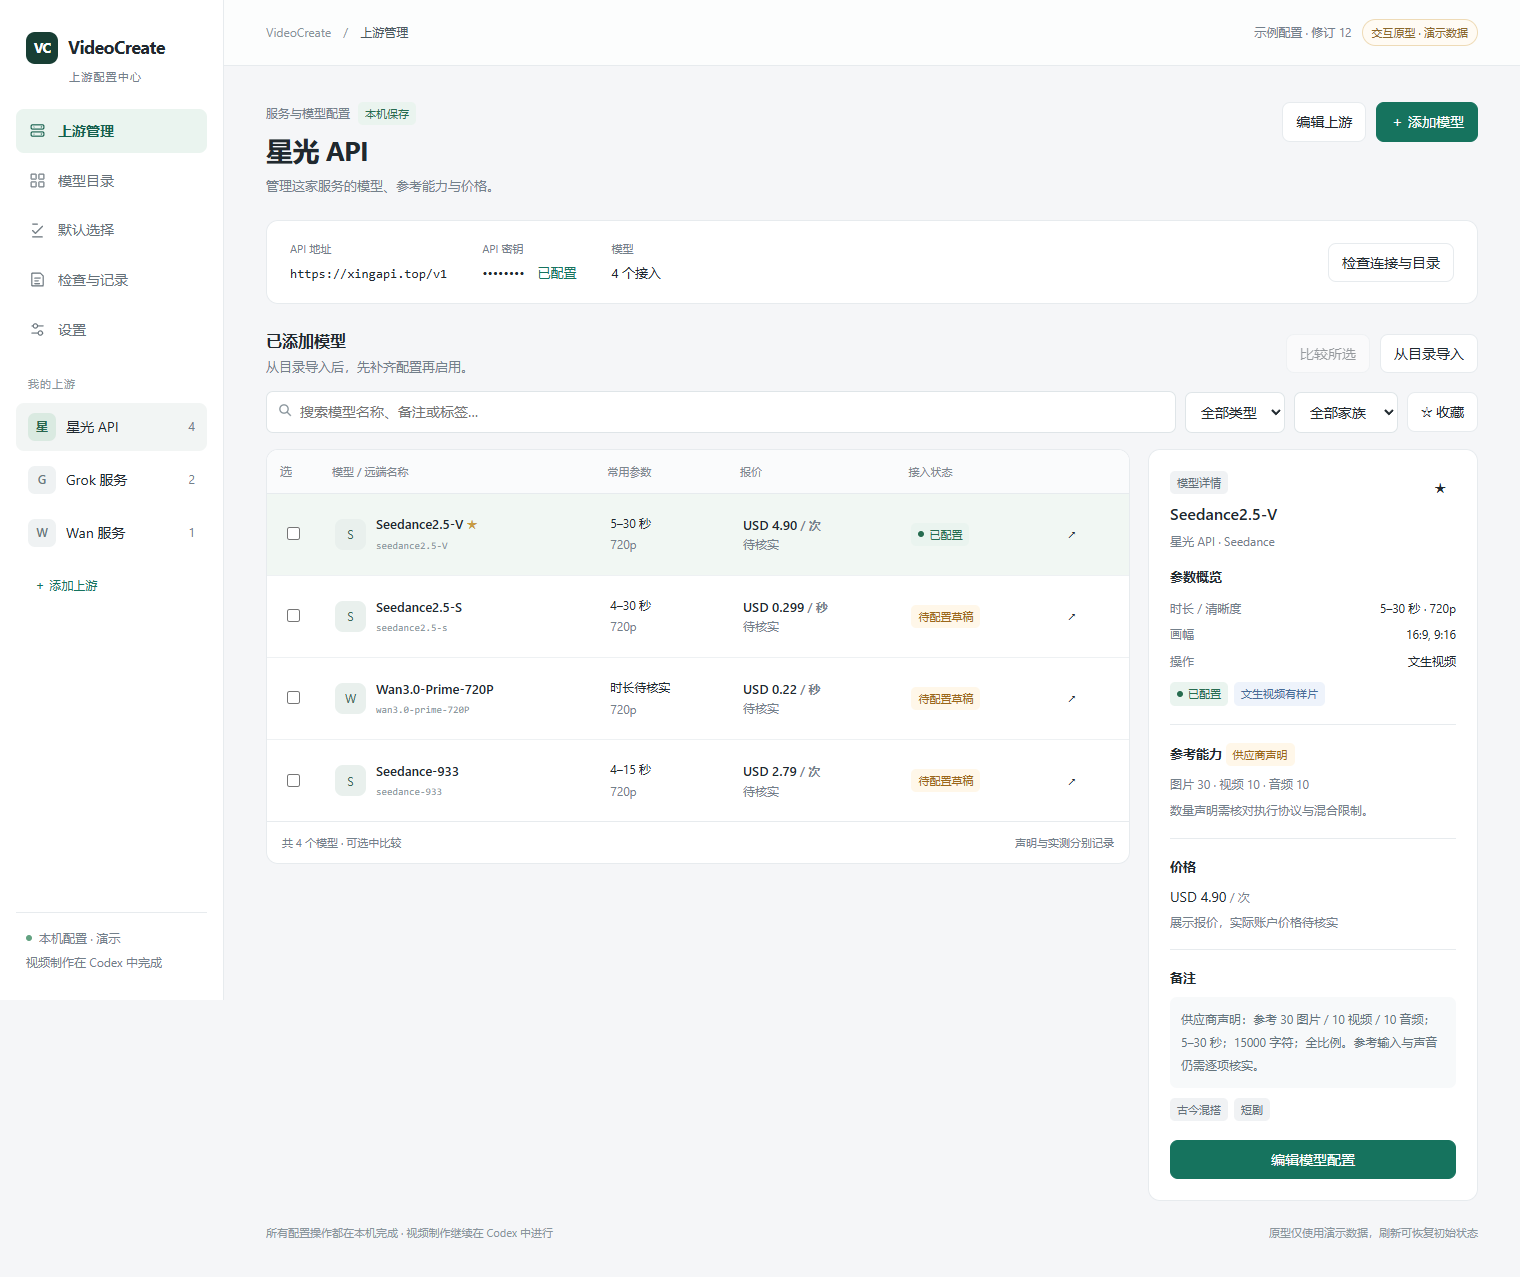 VC VideoCreate
上游配置中心
上游管理
模型目录
默认选择
检查与记录
设置
我的上游
星 星光 API 4
G Grok 服务 2
W Wan 服务 1
+ 添加上游
本机配置 · 演示
视频制作在 Codex 中完成
VideoCreate / 上游管理
示例配置 · 修订 12 交互原型 · 演示数据
服务与模型配置 本机保存
星光 API
管理这家服务的模型、参考能力与价格。
编辑上游 + 添加模型
API 地址 API 密钥 模型
https://xingapi.top/v1 •••••••• 已配置 4 个接入
检查连接与目录
已添加模型
从目录导入后，先补齐配置再启用。
比较所选 从目录导入
搜索模型名称、备注或标签... 全部类型 全部家族 ☆ 收藏
选 模型 / 远端名称 常用参数 报价 接入状态
S Seedance2.5-V ★ 5–30 秒 USD 4.90 / 次 已配置 ↗
seedance2.5-V 720p 待核实
S Seedance2.5-S 4–30 秒 USD 0.299 / 秒 待配置草稿 ↗
seedance2.5-s 720p 待核实
W Wan3.0-Prime-720P 时长待核实 USD 0.22 / 秒 待配置草稿 ↗
wan3.0-prime-720P 720p 待核实
S Seedance-933 4–15 秒 USD 2.79 / 次 待配置草稿 ↗
seedance-933 720p 待核实
共 4 个模型 · 可选中比较 声明与实测分别记录
模型详情 ★
Seedance2.5-V
星光 API · Seedance
参数概览
时长 / 清晰度 5–30 秒 · 720p
画幅 16:9, 9:16
操作 文生视频
已配置 文生视频有样片
参考能力 供应商声明
图片 30 · 视频 10 · 音频 10
数量声明需核对执行协议与混合限制。
价格
USD 4.90 / 次
展示报价，实际账户价格待核实
备注
供应商声明：参考 30 图片 / 10 视频 / 10 音频；
5–30 秒；15000 字符；全比例。参考输入与声音
仍需逐项核实。
古今混搭 短剧
编辑模型配置
所有配置操作都在本机完成 · 视频制作继续在 Codex 中进行
原型仅使用演示数据，刷新可恢复初始状态